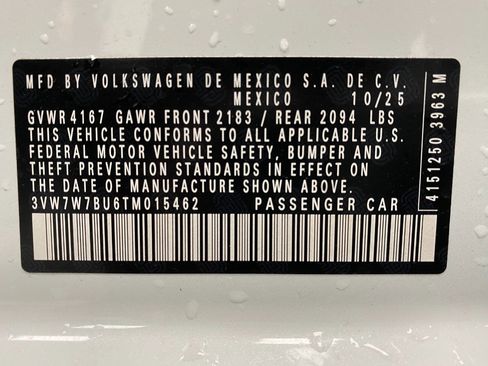 MFD BY VOLKSWAGEN DE MEXICO S.A. DE C.V.
MEXICO 10/25
GVWR 4167 GAWR FRONT 2183 / REAR 2094 LBS
THIS VEHICLE CONFORMS TO ALL APPLICABLE U.S.
FEDERAL MOTOR VEHICLE SAFETY, BUMPER AND
THEFT PREVENTION STANDARDS IN EFFECT ON
THE DATE OF MANUFACTURE SHOWN ABOVE.
3VW7W7BU6TM015462 PASSENGER CAR
4151250 3963 M